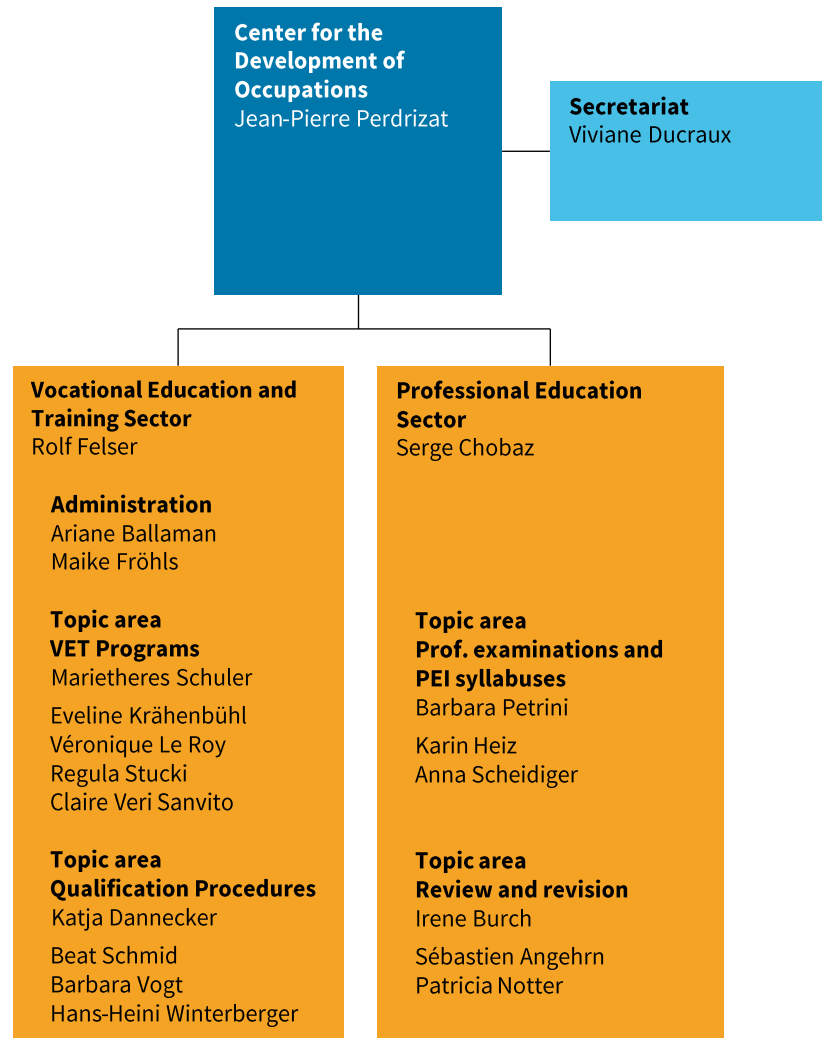 Center for the
Development of
Occupations
Jean-Pierre Perdrizat
Secretariat
Viviane Ducraux
Vocational Education and
Training Sector
Rolf Felser
Administration
Ariane Ballaman
Maike Fröhls
Topic area
VET Programs
Marietheres Schuler
Eveline Krähenbühl
Véronique Le Roy
Regula Stucki
Claire Veri Sanvito
Topic area
Qualification Procedures
Katja Dannecker
Beat Schmid
Barbara Vogt
Hans-Heini Winterberger
Professional Education
Sector
Serge Chobaz
Topic area
Prof. examinations and
PEI syllabuses
Barbara Petrini
Karin Heiz
Anna Scheidiger
Topic area
Review and revision
Irene Burch
Sébastien Angehrn
Patricia Notter